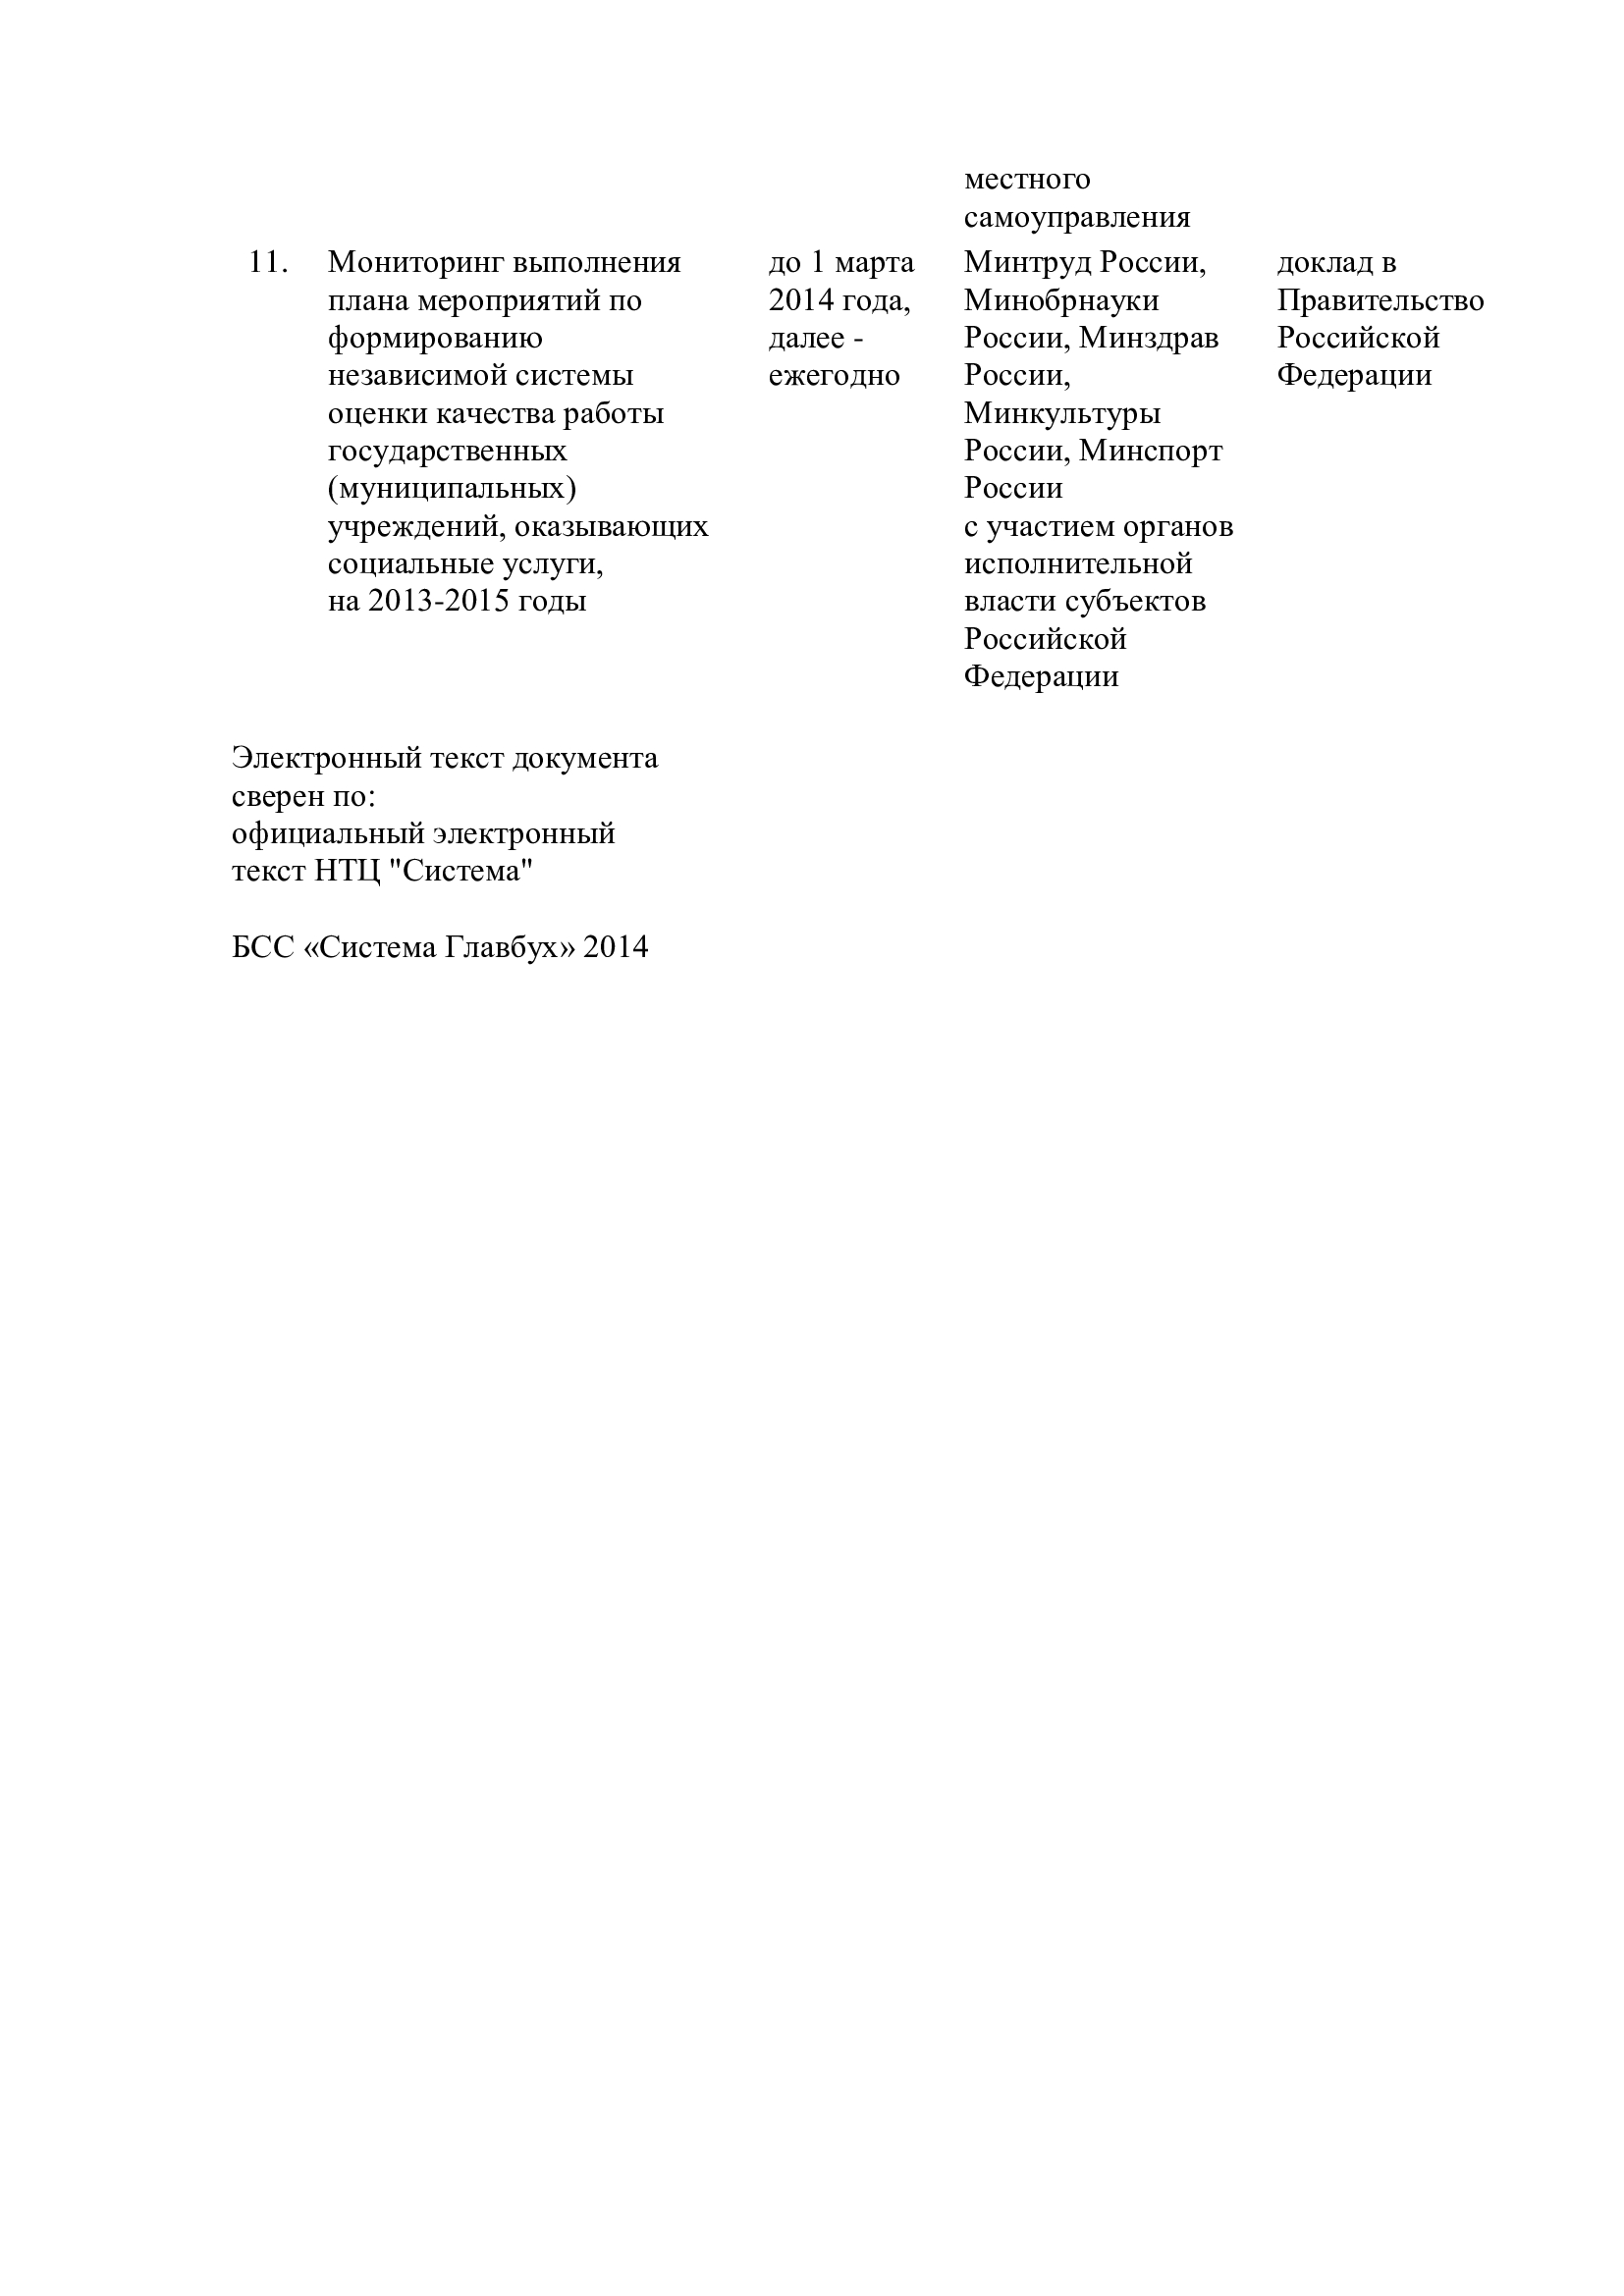 местного
самоуправления
11.
Мониторинг выполнения
плана мероприятий по
формированию
независимой системы
оценки качества работы
государственных
(муниципальных)
учреждений, оказывающих
социальные услуги,
на 2013-2015 годы
до 1 марта
2014 года,
далее -
ежегодно
Минтруд России,
Минобрнауки
России, Минздрав
России,
Минкультуры
России, Минспорт
России
с участием органов
исполнительной
власти субъектов
Российской
Федерации
доклад в
Правительство
Российской
Федерации
Электронный текст документа
сверен по:
официальный электронный
текст НТЦ "Система"
БСС «Система Главбух» 2014